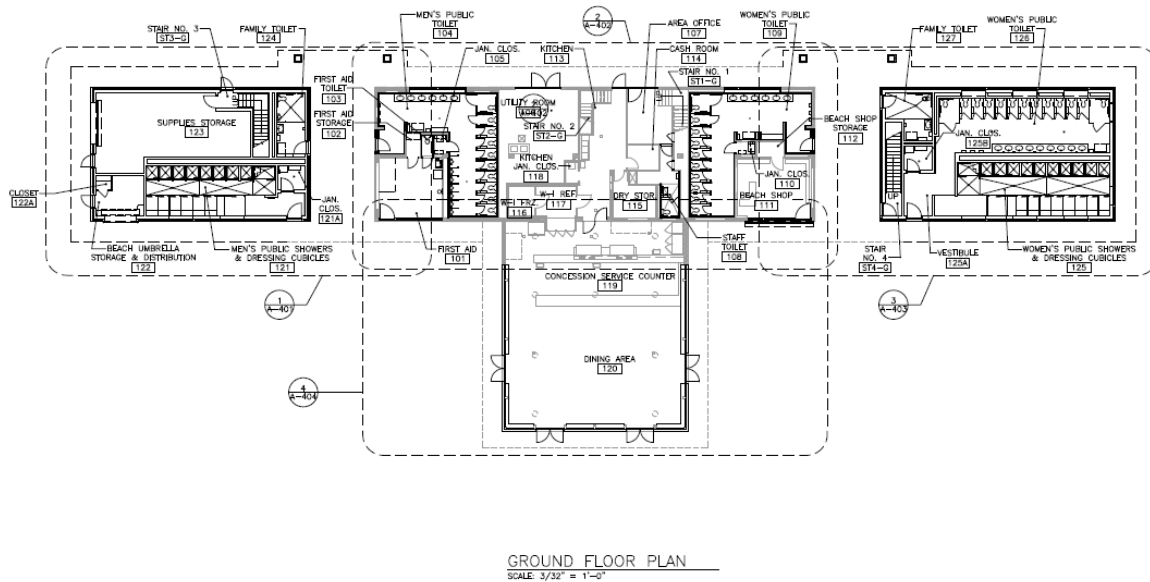 STAIR NO. 3
ST3-G
FAMILY TOILET
124
MEN'S PUBLIC
TOILET
104
JAN. CLOS.
105
KITCHEN
113
2
A-402
AREA OFFICE
107
CASH ROOM
114
STAIR NO. 1
ST1-G
WOMEN'S PUBLIC
TOILET
109
FAMILY TOILET
127
WOMEN'S PUBLIC
TOILET
126
FIRST AID
TOILET
103
FIRST AID
STORAGE
102
SUPPLIES STORAGE
123
UTILITY ROOM
STAIR NO. 2
ST2-G
KITCHEN
JAN. CLOS.
118
W-I REF.
117
W-I FRZ.
116
DRY STOR.
115
BEACH SHOP
STORAGE
112
JAN. CLOS.
110
BEACH SHOP
111
JAN. CLOS.
125B
UP
CLOSET
122A
BEACH UMBRELLA
STORAGE & DISTRIBUTION
122
MEN'S PUBLIC SHOWERS
& DRESSING CUBICLES
121
JAN.
CLOS.
121A
FIRST AID
101
STAFF
TOILET
108
STAIR
NO. 4
ST4-G
VESTIBULE
125A
WOMEN'S PUBLIC SHOWERS
& DRESSING CUBICLES
125
CONCESSION SERVICE COUNTER
119
1
A-401
3
A-403
DINING AREA
120
4
A-404
GROUND FLOOR PLAN
SCALE: 3/32" = 1'-0"